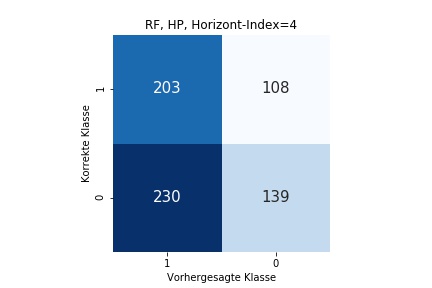 RF, HP, Horizont-Index=4
203 108
230 139
1
0
Korrekte Klasse
1 0
Vorhergesagte Klasse